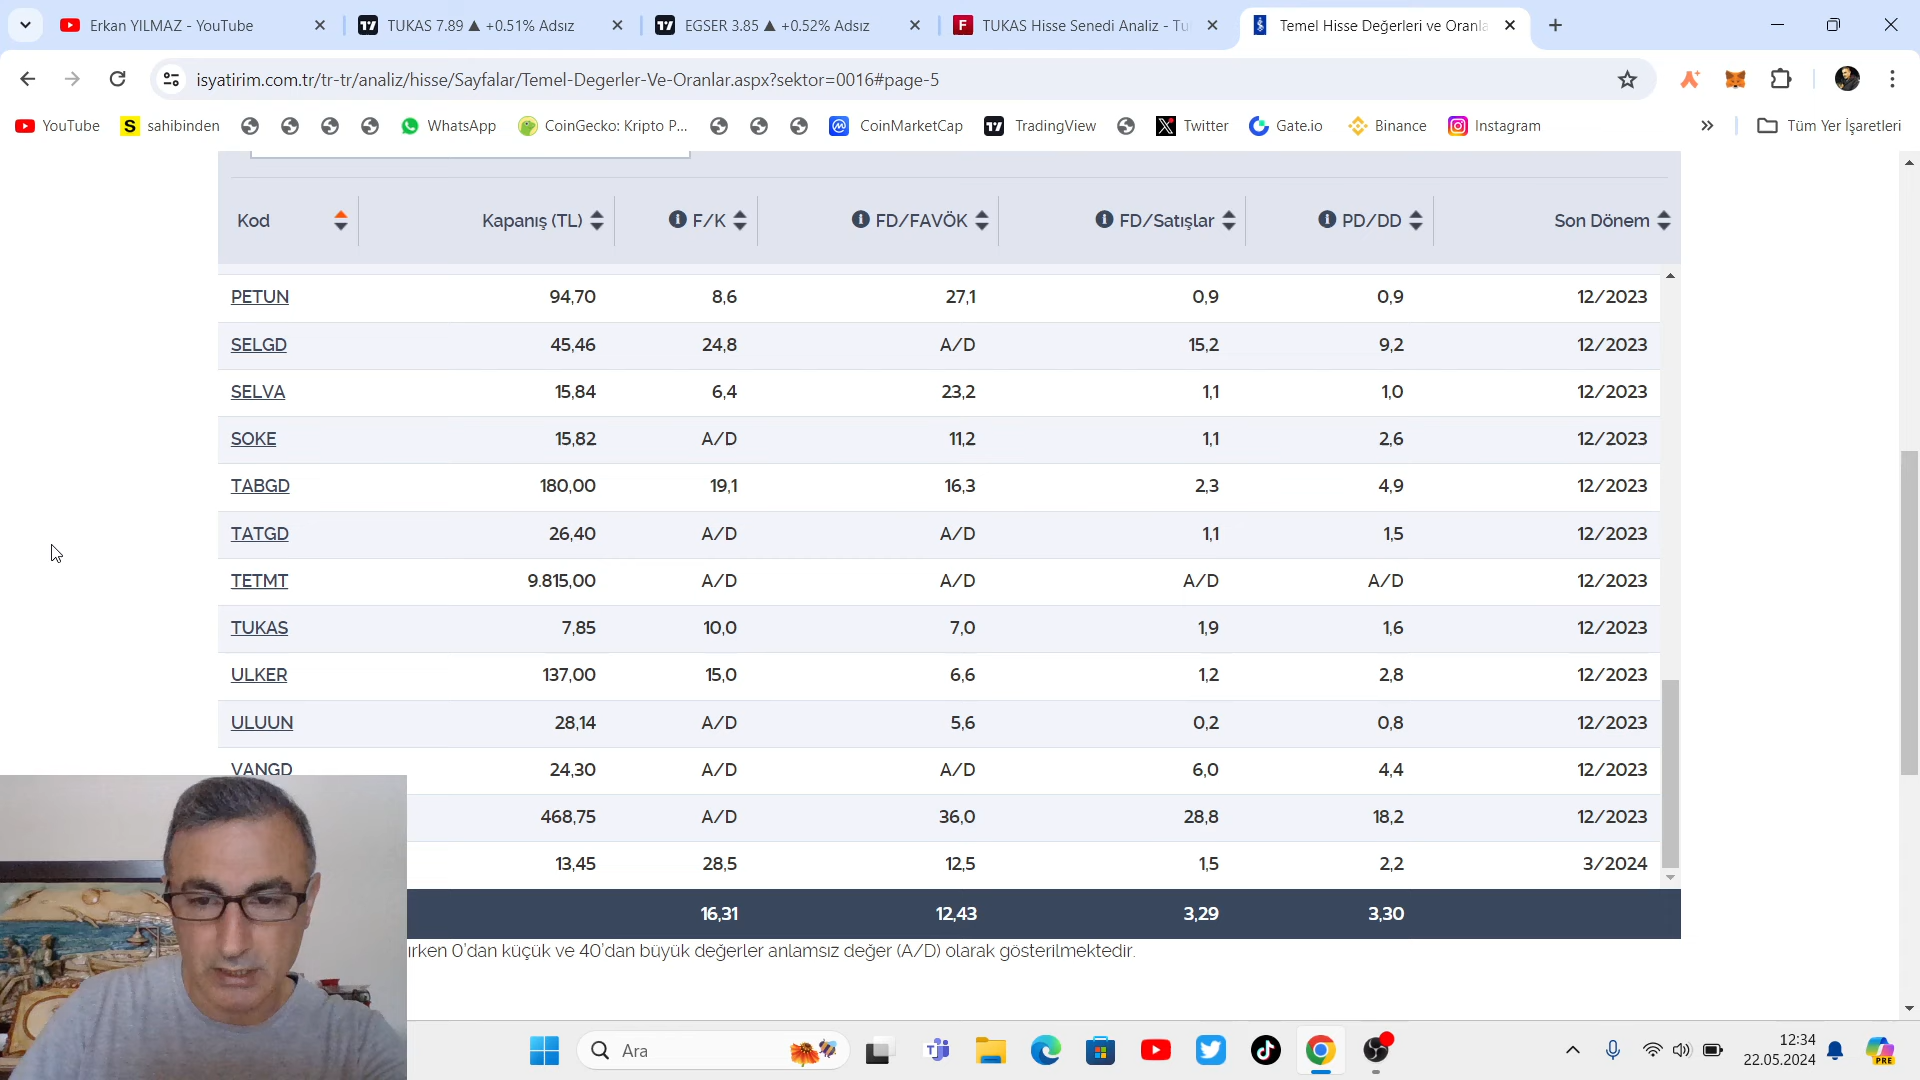 Erkan YILMAZ - YouTube
TUKAS 7.89 ▲ +0.51% Adsız
EGSER 3.85 ▲ +0.52% Adsız
TUKAS Hisse Senedi Analiz - Tu
Temel Hisse Değerleri ve Oranla
isyatirim.com.tr/tr-tr/analiz/hisse/Sayfalar/Temel-Degerler-Ve-Oranlar.aspx?sektor=0016#page-5
YouTube
sahibinden
WhatsApp
CoinGecko: Kripto P...
CoinMarketCap
TradingView
Twitter
Gate.io
Binance
Instagram
Tüm Yer İşaretleri
Kod Kapanış (TL) F/K FD/FAVÖK FD/Satışlar PD/DD Son Dönem
PETUN 94,70 8,6 27,1 0,9 0,9 12/2023
SELGD 45,46 24,8 A/D 15,2 9,2 12/2023
SELVA 15,84 6,4 23,2 1,1 1,0 12/2023
SOKE 15,82 A/D 11,2 1,1 2,6 12/2023
TABGD 180,00 19,1 16,3 2,3 4,9 12/2023
TATGD 26,40 A/D A/D 1,1 1,5 12/2023
TETMT 9.815,00 A/D A/D A/D A/D 12/2023
TUKAS 7,85 10,0 7,0 1,9 1,6 12/2023
ULKER 137,00 15,0 6,6 1,2 2,8 12/2023
ULUUN 28,14 A/D 5,6 0,2 0,8 12/2023
VANGD 24,30 A/D A/D 6,0 4,4 12/2023
468,75 A/D 36,0 28,8 18,2 12/2023
13,45 28,5 12,5 1,5 2,2 3/2024
16,31 12,43 3,29 3,30
ırken 0'dan küçük ve 40'dan büyük değerler anlamsız değer (A/D) olarak gösterilmektedir.
Ara
12:34
22.05.2024
PRE